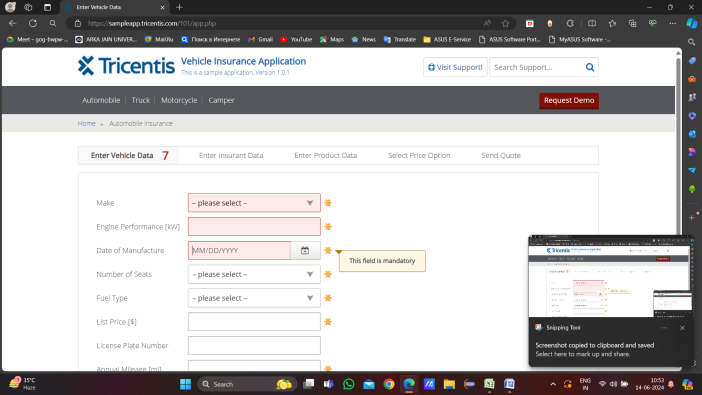 Enter Vehicle Data
https://sampleapp.tricentis.com/101/app.php
Meet – gog-bwpw-...
ARKA JAIN UNIVER...
Mail.Ru
Поиск в Интернете
Gmail
YouTube
Maps
News
Translate
ASUS E-Service
ASUS Software Port...
MyASUS Software -...
Tricentis
Vehicle Insurance Application
This is a sample application, Version 1.0.1
Visit Support!
Search Support...
Automobile
Truck
Motorcycle
Camper
Request Demo
Home » Automobile Insurance
Enter Vehicle Data 7
Enter Insurant Data
Enter Product Data
Select Price Option
Send Quote
Make
– please select –
Engine Performance [kW]
Date of Manufacture
MM/DD/YYYY
This field is mandatory
Number of Seats
– please select –
Fuel Type
– please select –
List Price [$]
License Plate Number
Annual Mileage [mi]
Snipping Tool
Screenshot copied to clipboard and saved
Select here to mark up and share.
35°C
Haze
Search
ENG
IN
10:53
14-06-2024